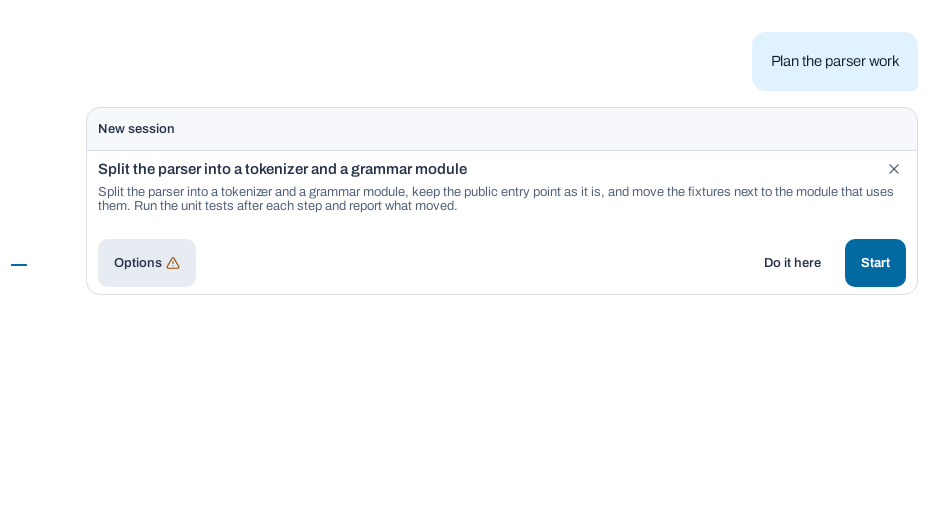 Plan the parser work
New session
Split the parser into a tokenizer and a grammar module
Split the parser into a tokenizer and a grammar module, keep the public entry point as it is, and move the fixtures next to the module that uses
them. Run the unit tests after each step and report what moved.
Options
Do it here
Start